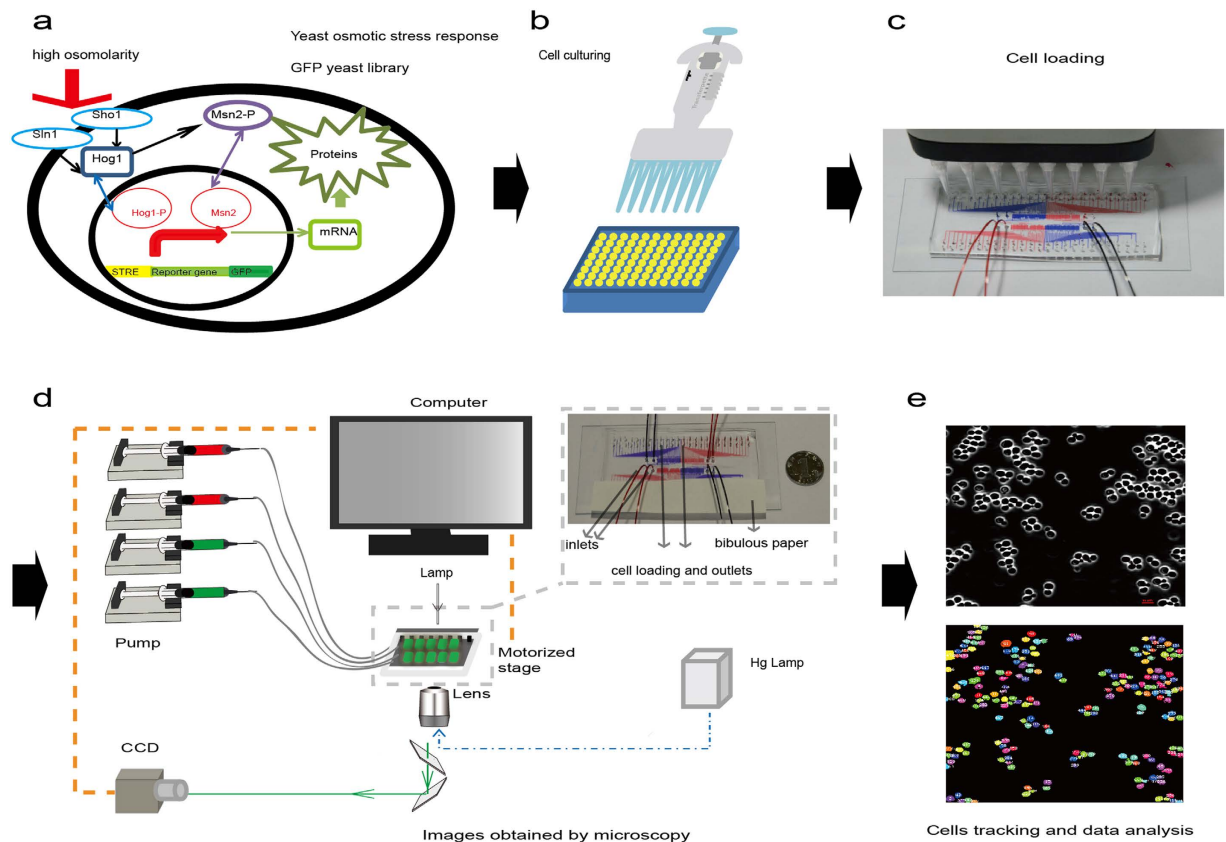 a
b
c
Yeast osmotic stress response
Cell culturing
Cell loading
high osomolarity
GFP yeast library
Sho1
Msn2-P
Sln1
Hog1
Proteins
Hog1-P
Msn2
mRNA
STRE
Reporter gene
GFP
d
e
Computer
Lamp
inlets
bibulous paper
cell loading and outlets
Pump
Motorized
stage
Lens
Hg Lamp
CCD
Images obtained by microscopy
Cells tracking and data analysis